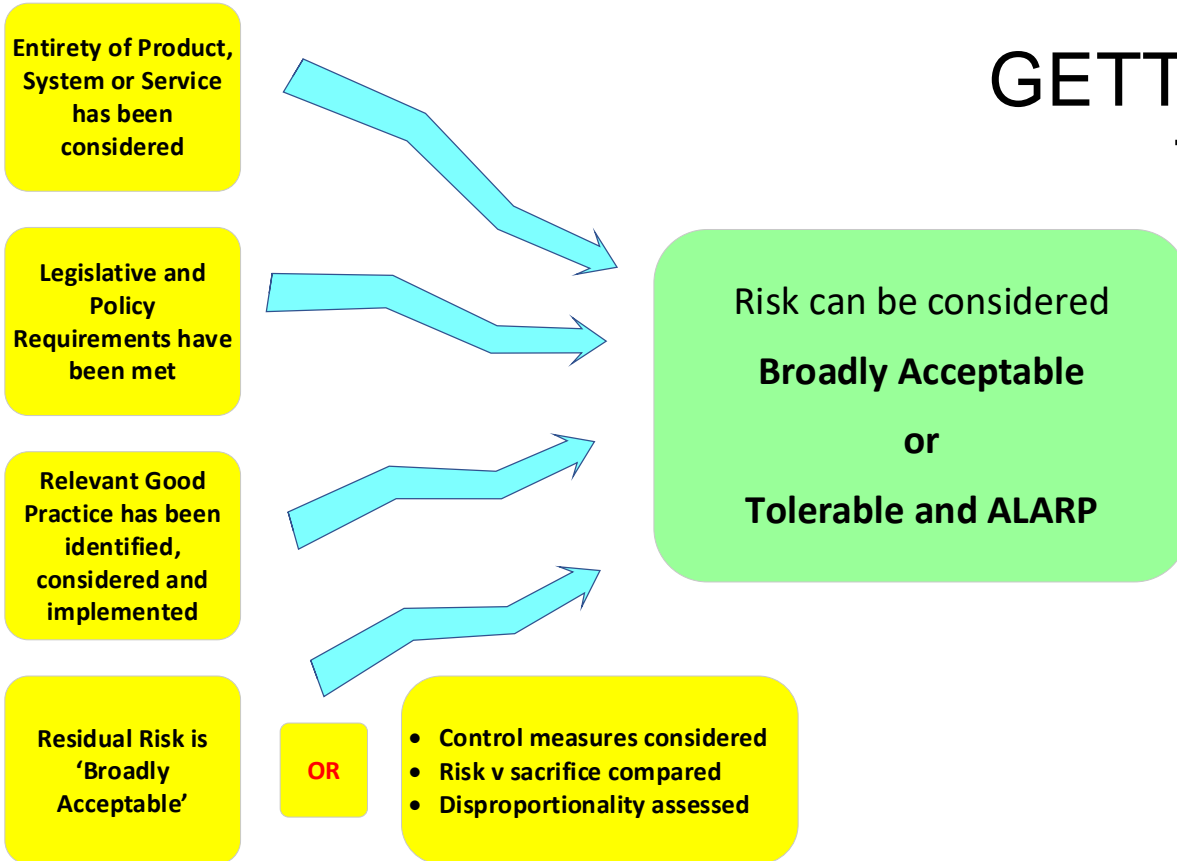 Entirety of Product,
System or Service
has been
considered
GETT
Legislative and
Policy
Requirements have
been met
Risk can be considered
Broadly Acceptable
or
Tolerable and ALARP
Relevant Good
Practice has been
identified,
considered and
implemented
Residual Risk is
‘Broadly
Acceptable’
OR
• Control measures considered
• Risk v sacrifice compared
• Disproportionality assessed